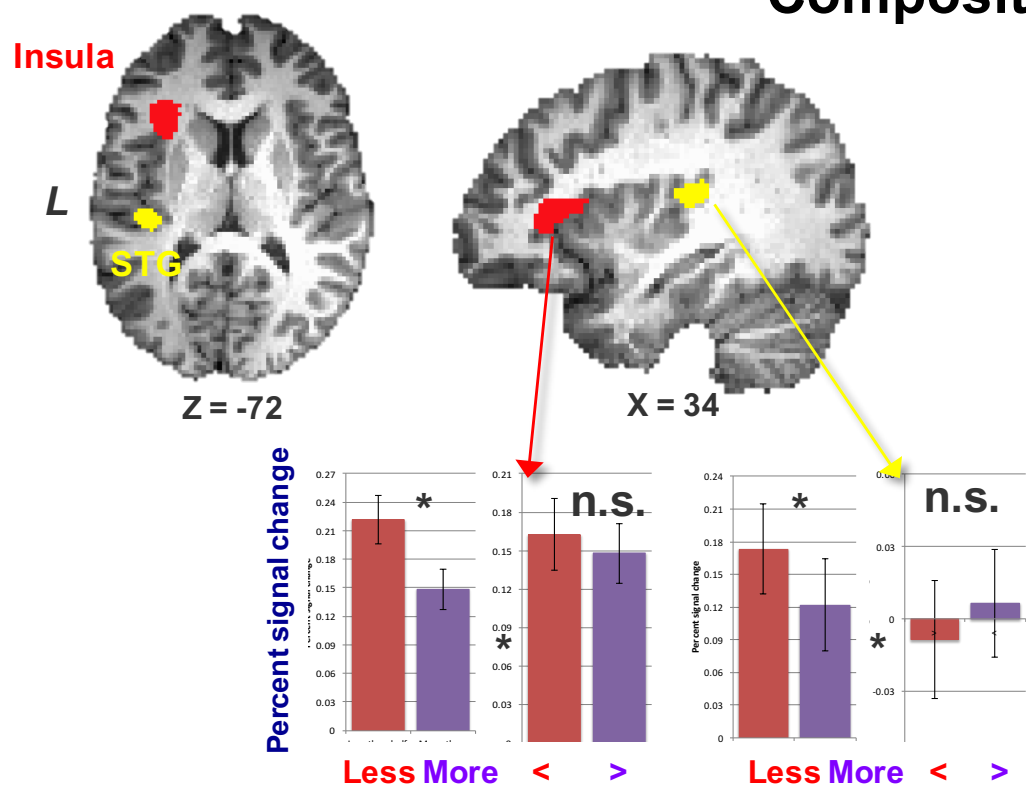 Composit
Insula
L
STG
Z = -72
X = 34
Percent signal change
0.27
0.24
0.21
0.18
0.15
0.12
0.09
0.06
0.03
0
*
0.21
0.18
0.15
0.12
0.09
0.06
0.03
n.s.
*
Percent signal change
0.24
0.21
0.18
0.15
0.12
0.09
0.06
0.03
0
*
0.03
0
-0.03
n.s.
*
Less More < >
Less More < >